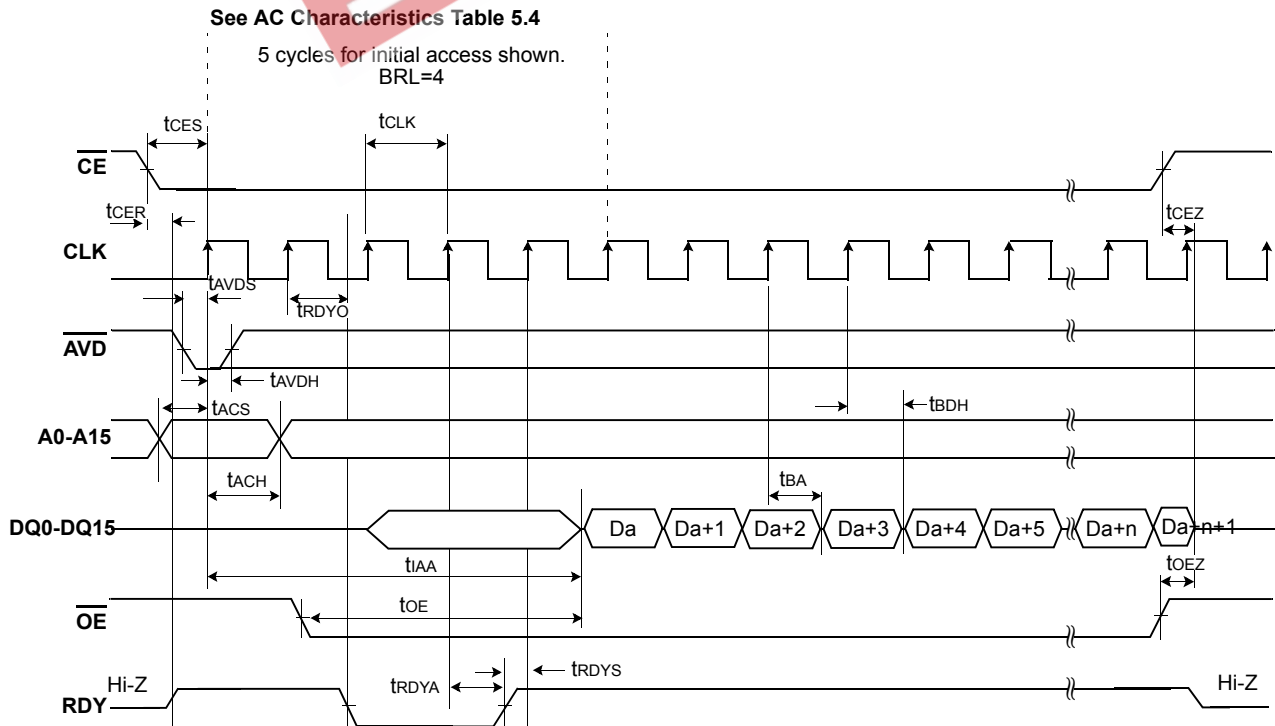 See AC Characteristics Table 5.4
5 cycles for initial access shown.
BRL=4
tCES
tCLK
CE
tCER
tCEZ
CLK
tAVDS
tRDYO
AVD
tAVDH
tACS
tBDH
A0-A15
tACH
tBA
DQ0-DQ15
Da
Da+1
Da+2
Da+3
Da+4
Da+5
Da+n
Da+n+1
tIAA
tOEZ
tOE
OE
tRDYS
tRDYA
Hi-Z
Hi-Z
RDY